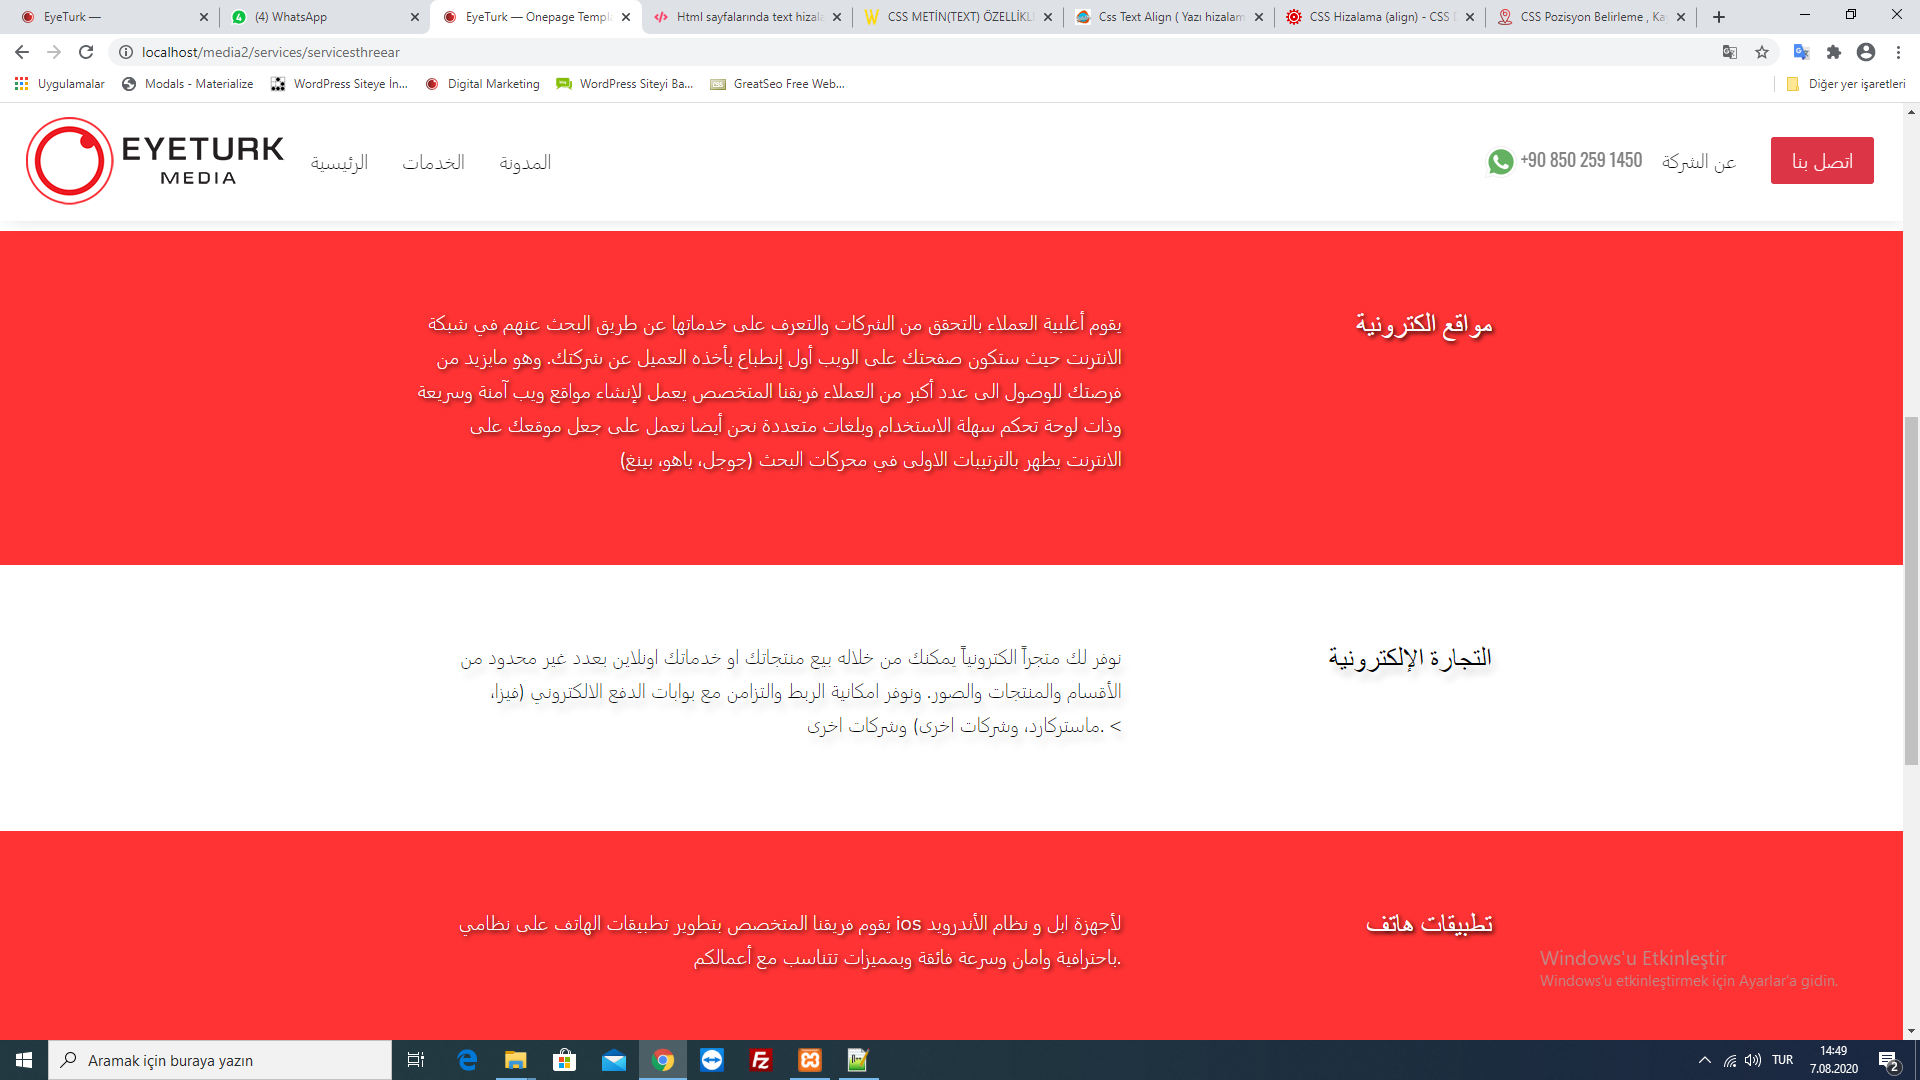 EyeTurk —
(4) WhatsApp
EyeTurk — Onepage Templa
Html sayfalarında text hizala
CSS METİN(TEXT) ÖZELLİKLE
Css Text Align ( Yazı hizalam
CSS Hizalama (align) - CSS D
CSS Pozisyon Belirleme , Kay
localhost/media2/services/servicesthreear
Uygulamalar
Modals - Materialize
WordPress Siteye İn...
Digital Marketing
WordPress Siteyi Ba...
GreatSeo Free Web...
Diğer yer işaretleri
EYETURK
MEDIA
الرئيسية
الخدمات
المدونة
+90 850 259 1450
عن الشركة
اتصل بنا
مواقع الكترونية
يقوم أغلبية العملاء بالتحقق من الشركات والتعرف على خدماتها عن طريق البحث عنهم في شبكة
الانترنت حيث ستكون صفحتك على الويب أول إنطباع يأخذه العميل عن شركتك. وهو مايزيد من
فرصتك للوصول الى عدد أكبر من العملاء فريقنا المتخصص يعمل لإنشاء مواقع ويب آمنة وسريعة
وذات لوحة تحكم سهلة الاستخدام وبلغات متعددة نحن أيضا نعمل على جعل موقعك على
الانترنت يظهر بالترتيبات الاولى في محركات البحث (جوجل، ياهو، بينغ)
التجارة الإلكترونية
نوفر لك متجراً الكترونياً يمكنك من خلاله بيع منتجاتك او خدماتك اونلاين بعدد غير محدود من
الأقسام والمنتجات والصور. ونوفر امكانية الربط والتزامن مع بوابات الدفع الالكتروني (فيزا،
< .ماستركارد، وشركات اخرى) وشركات اخرى
تطبيقات هاتف
لأجهزة ابل و نظام الأندرويد ios يقوم فريقنا المتخصص بتطوير تطبيقات الهاتف على نظامي
.باحترافية وامان وسرعة فائقة وبمميزات تتناسب مع أعمالكم
Windows'u Etkinleştir
Windows'u etkinleştirmek için Ayarlar'a gidin.
Aramak için buraya yazın
TUR
14:49
7.08.2020
2